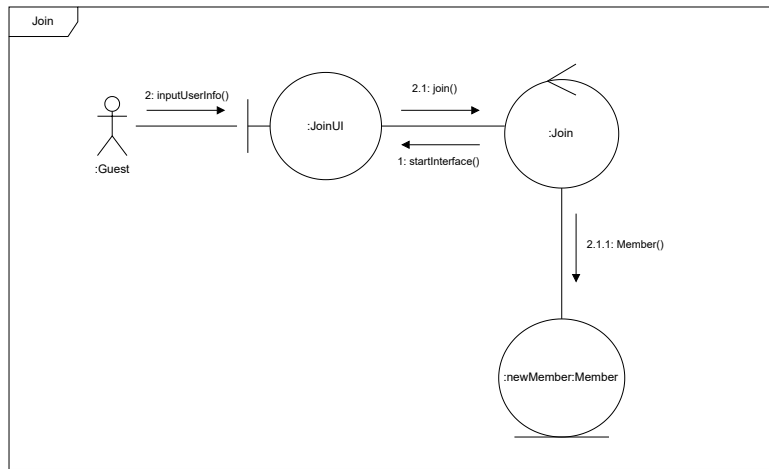 Join
2: inputUserInfo()
2.1: join()
:JoinUI
:Join
1: startInterface()
:Guest
2.1.1: Member()
:newMember:Member